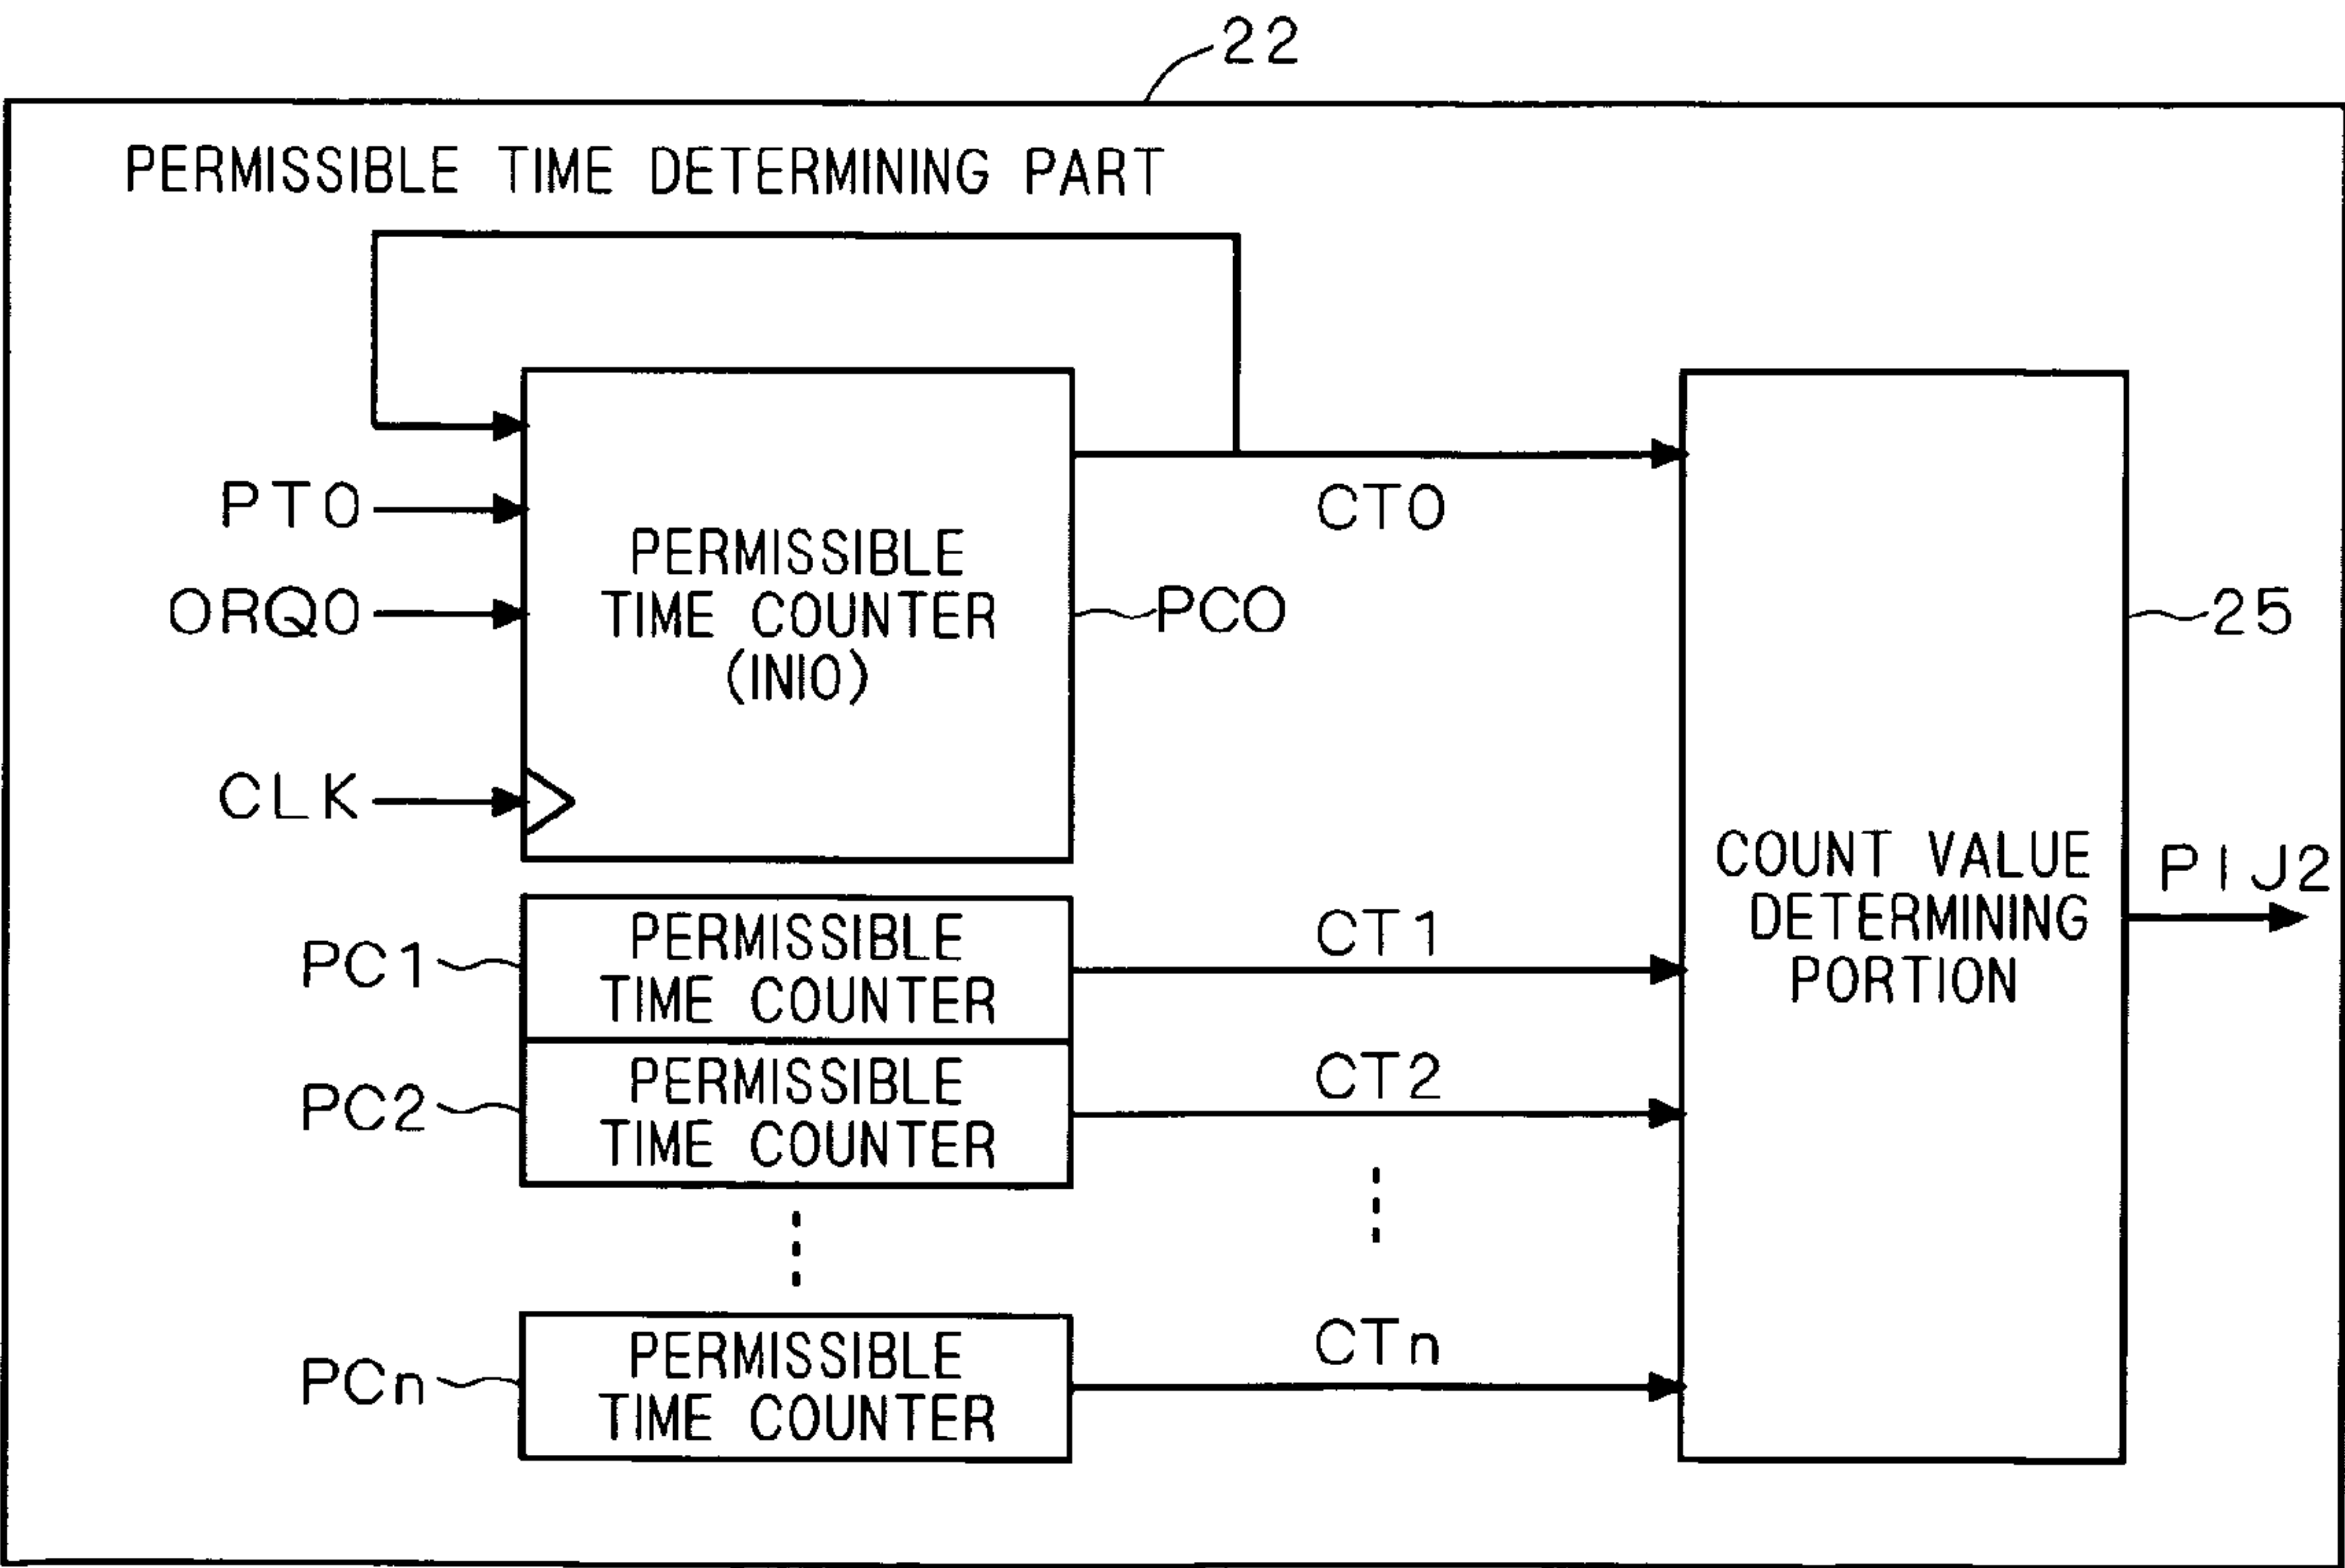 22
PERMISSIBLE TIME DETERMINING PART
PT0
ORQ0
CLK
PERMISSIBLE
TIME COUNTER
(INI0)
PC0
CT0
25
COUNT VALUE
DETERMINING
PORTION
PIJ2
PC1
PERMISSIBLE
TIME COUNTER
CT1
PC2
PERMISSIBLE
TIME COUNTER
CT2
PCn
PERMISSIBLE
TIME COUNTER
CTn